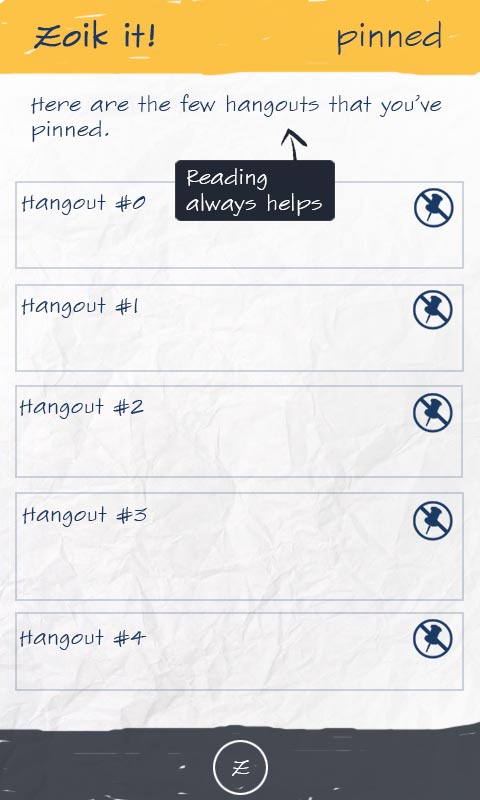 Zoik it! pinned
Here are the few hangouts that you've
pinned.
Reading
always helps
Hangout #0
Hangout #1
Hangout #2
Hangout #3
Hangout #4
Z